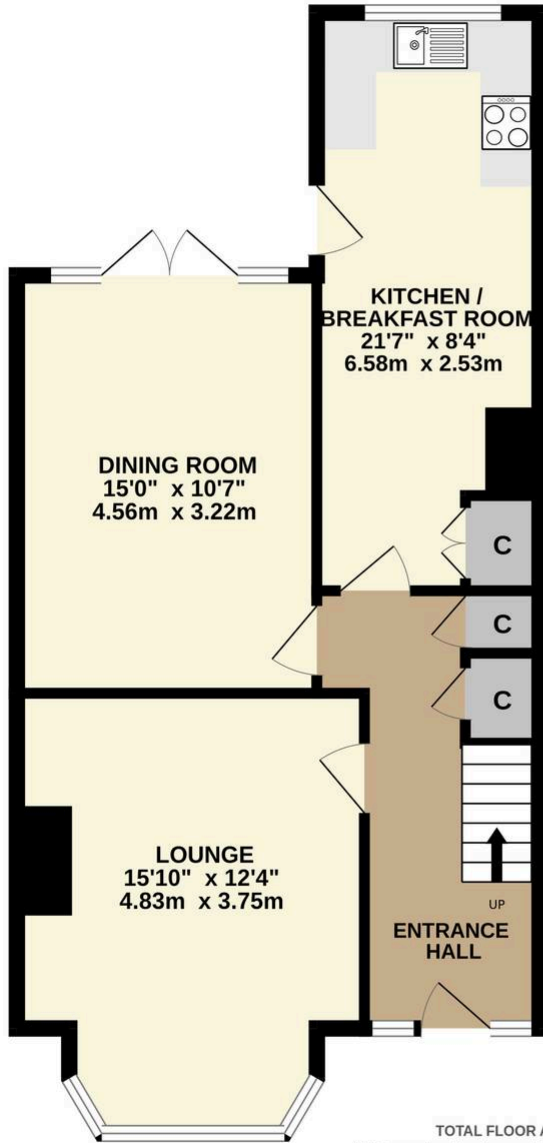 KITCHEN /
BREAKFAST ROOM
21'7" x 8'4"
6.58m x 2.53m
DINING ROOM
15'0" x 10'7"
4.56m x 3.22m
C
C
C
LOUNGE
15'10" x 12'4"
4.83m x 3.75m
UP
ENTRANCE
HALL
TOTAL FLOOR